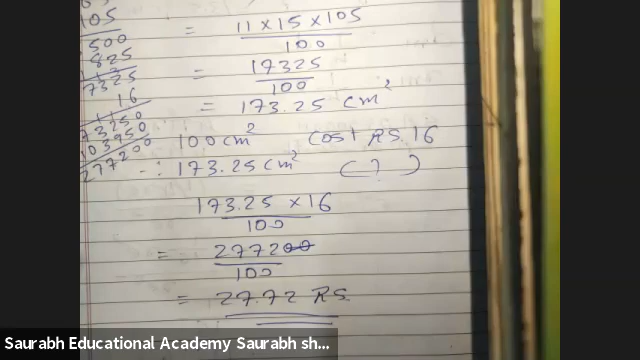 105
500
825
17325
16
173250
103950
277200
= 11 × 15 × 105 / 100
= 17325 / 100
= 173.25 cm²
100 cm² cost RS. 16
∴ 173.25 cm² ( ? )
173.25 × 16 / 100
= 277200 / 100
= 27.72 RS.
Saurabh Educational Academy Saurabh sh...